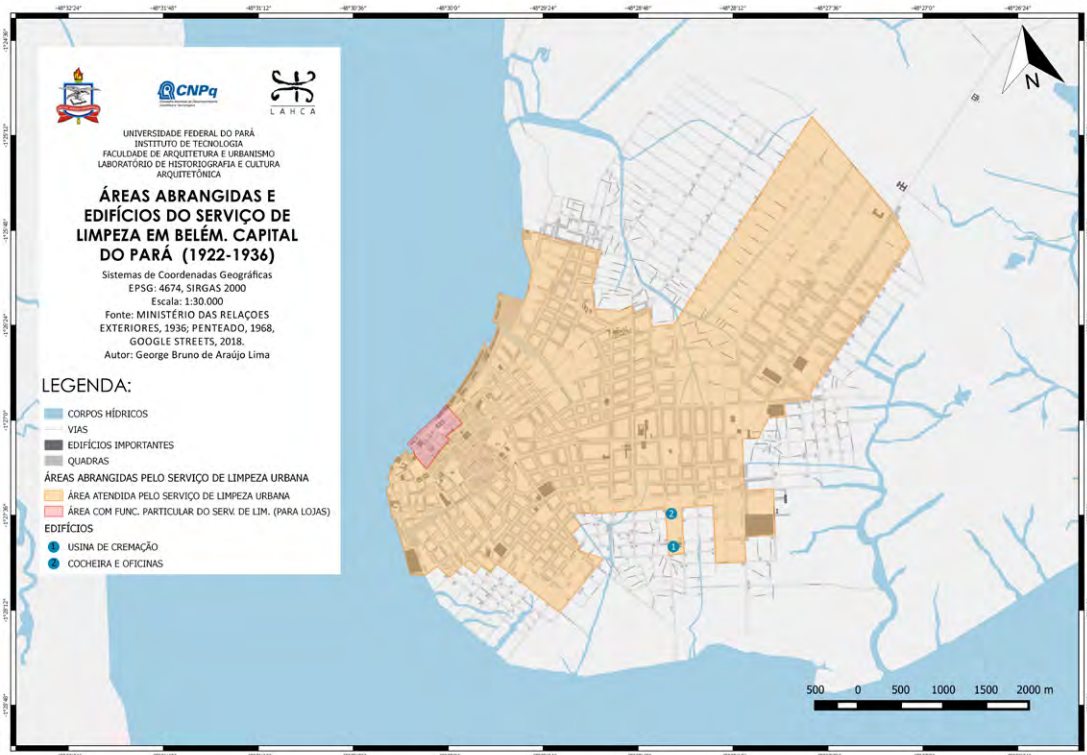 -48°32'24" -48°31'48" -48°31'12" -48°30'36" -48°30'0" -48°29'24" -48°28'48" -48°28'12" -48°27'36" -48°27'0" -48°26'24"
N
CNPq
LAHCA
UNIVERSIDADE FEDERAL DO PARÁ
INSTITUTO DE TECNOLOGIA
FACULDADE DE ARQUITETURA E URBANISMO
LABORATÓRIO DE HISTORIOGRAFIA E CULTURA
ARQUITETÔNICA
ÁREAS ABRANGIDAS E
EDIFÍCIOS DO SERVIÇO DE
LIMPEZA EM BELÉM. CAPITAL
DO PARÁ (1922-1936)
Sistemas de Coordenadas Geográficas
EPSG: 4674, SIRGAS 2000
Escala: 1:30.000
Fonte: MINISTÉRIO DAS RELAÇOES
EXTERIORES, 1936; PENTEADO, 1968,
GOOGLE STREETS, 2018.
Autor: George Bruno de Araújo Lima
LEGENDA:
CORPOS HÍDRICOS
VIAS
EDIFÍCIOS IMPORTANTES
QUADRAS
ÁREAS ABRANGIDAS PELO SERVIÇO DE LIMPEZA URBANA
ÁREA ATENDIDA PELO SERVIÇO DE LIMPEZA URBANA
ÁREA COM FUNC. PARTICULAR DO SERV. DE LIM. (PARA LOJAS)
EDIFÍCIOS
1 USINA DE CREMAÇÃO
2 COCHEIRA E OFICINAS
2
1
500 0 500 1000 1500 2000 m